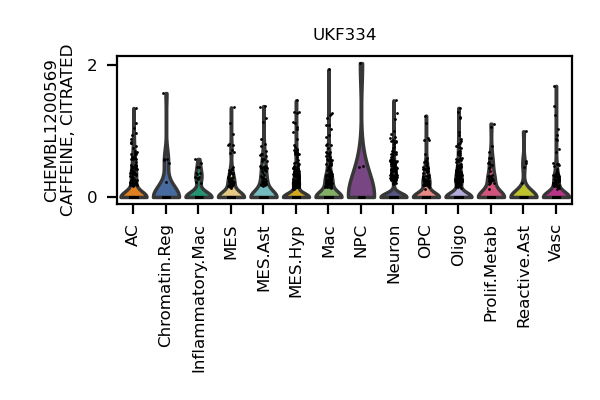 UKF334
CHEMBL1200569
CAFFEINE, CITRATED
2
0
AC
Chromatin.Reg
Inflammatory.Mac
MES
MES.Ast
MES.Hyp
Mac
NPC
Neuron
OPC
Oligo
Prolif.Metab
Reactive.Ast
Vasc